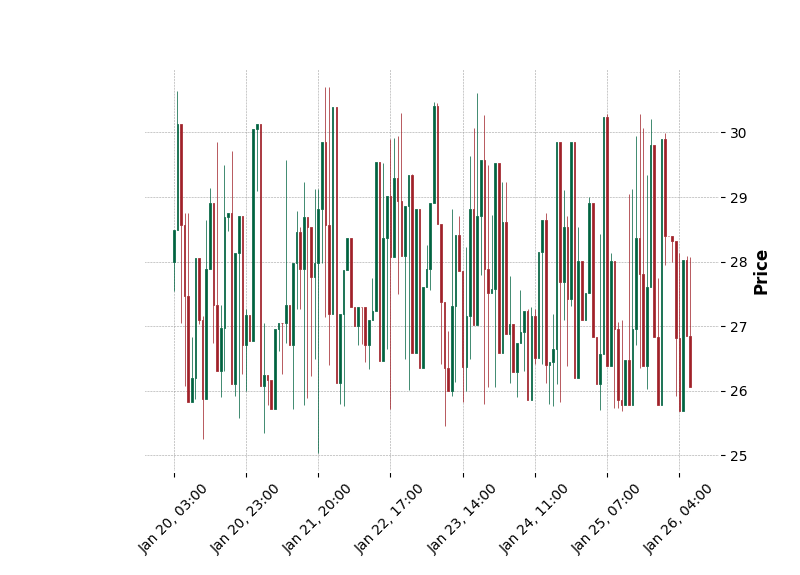 30
29
28
27
26
25
Price
Jan 20, 03:00
Jan 20, 23:00
Jan 21, 20:00
Jan 22, 17:00
Jan 23, 14:00
Jan 24, 11:00
Jan 25, 07:00
Jan 26, 04:00